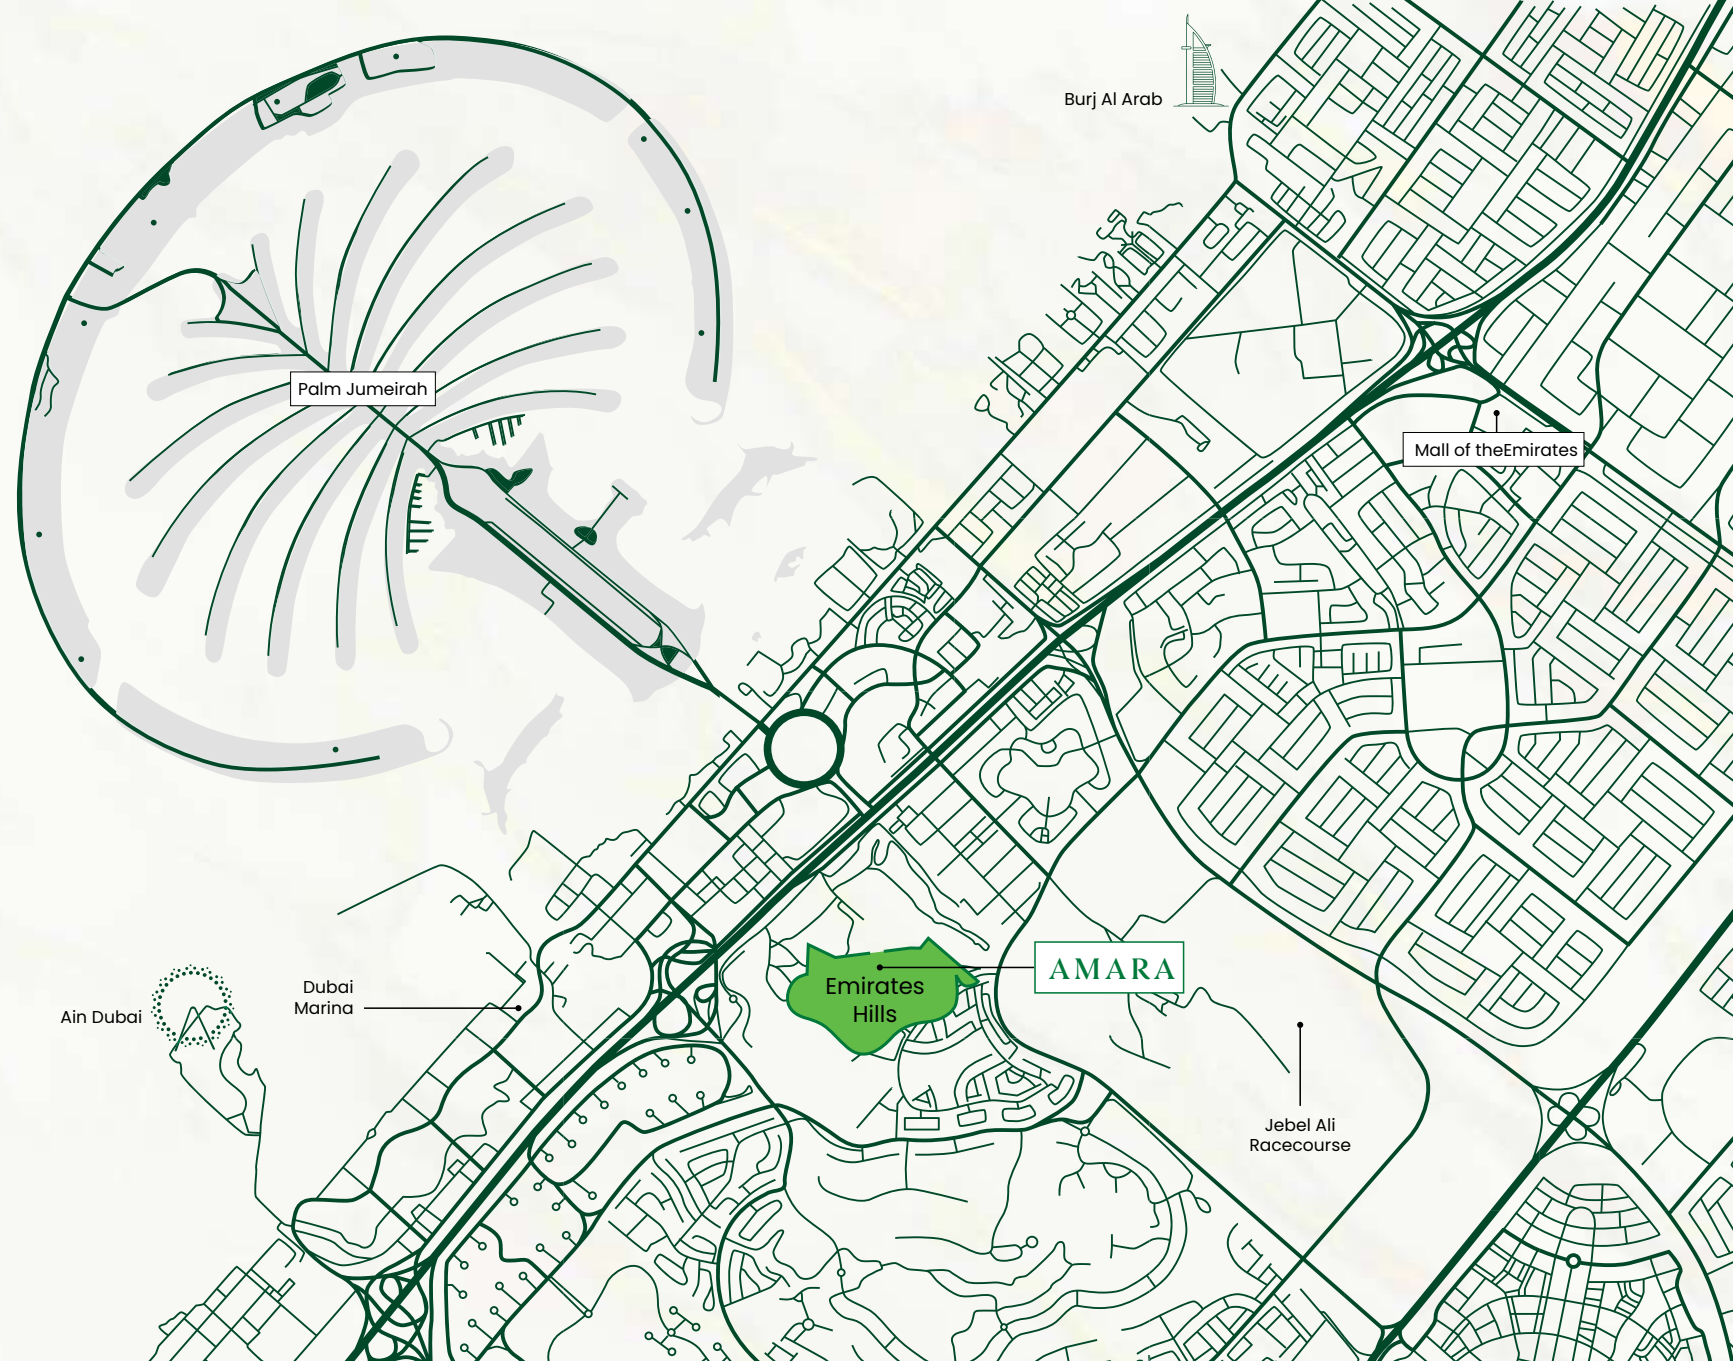 Burj Al Arab
Palm Jumeirah
Mall of theEmirates
AMARA
Emirates
Hills
Dubai
Marina
Ain Dubai
Jebel Ali
Racecourse